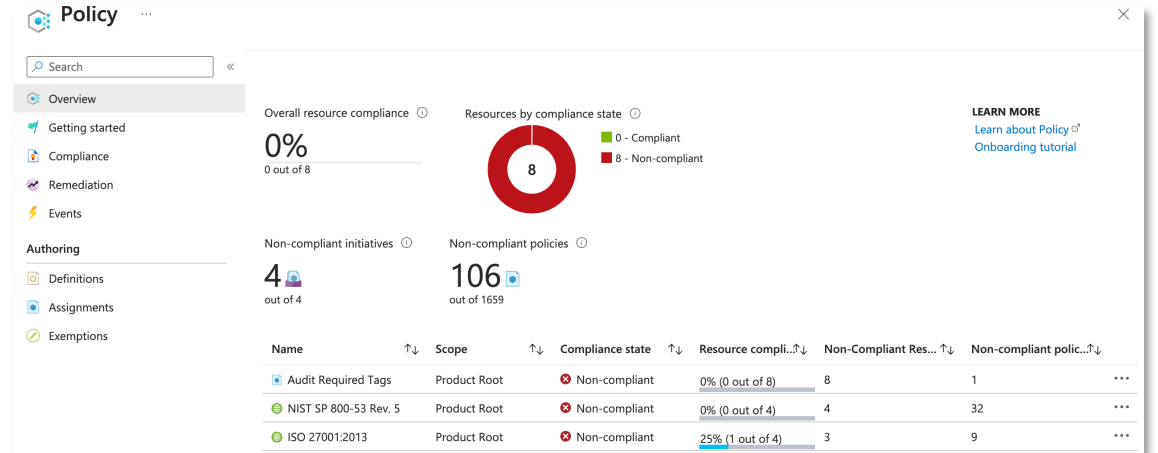 Policy ...
Search «
Overview
Getting started
Compliance
Remediation
Events
Authoring
Definitions
Assignments
Exemptions
Overall resource compliance
0%
0 out of 8
Resources by compliance state
8
0 - Compliant
8 - Non-compliant
LEARN MORE
Learn about Policy
Onboarding tutorial
Non-compliant initiatives
4
out of 4
Non-compliant policies
106
out of 1659
Name Scope Compliance state Resource compli... Non-Compliant Res... Non-compliant polic...
Audit Required Tags Product Root Non-compliant 0% (0 out of 8) 8 1 ...
NIST SP 800-53 Rev. 5 Product Root Non-compliant 0% (0 out of 4) 4 32 ...
ISO 27001:2013 Product Root Non-compliant 25% (1 out of 4) 3 9 ...